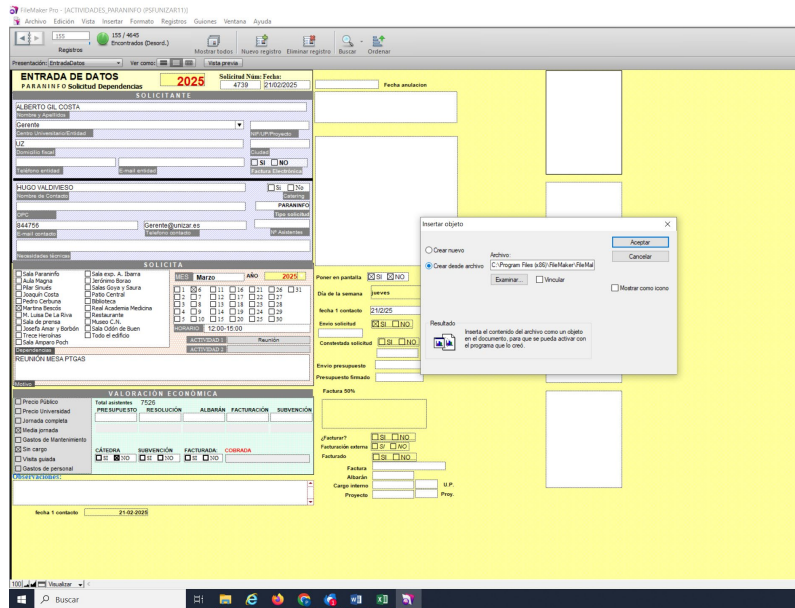 FileMaker Pro - [ACTIVIDADES_PARANINFO (PSFUNIZAR11)]
Archivo Edición Vista Insertar Formato Registros Guiones Ventana Ayuda
155
155 / 4645
Encontrados (Desord.)
Registros
Mostrar todos Nuevo registro Eliminar registro Buscar Ordenar
Presentación: EntradaDatos Ver como: Vista previa
ENTRADA DE DATOS
PARANINFO Solicitud Dependencias
2025
Solicitud Núm: Fecha:
4739 21/02/2025
Fecha anulacion
SOLICITANTE
ALBERTO GIL COSTA
Nombre y Apellidos
Gerente
Centro Universitario/Entidad NIF/UP/Proyecto
UZ
Domicilio fiscal Ciudad
SI NO
Teléfono entidad E-mail entidad Factura Electrónica
HUGO VALDIVIESO Si No
Nombre de Contacto Catering
PARANINFO
OPC Tipo solicitud
844756 Gerente@unizar.es
E-mail contacto Telefono contacto Nº Asistentes
Necesidades técnicas
SOLICITA
Sala Paraninfo
Aula Magna
Pilar Sinués
Joaquín Costa
Pedro Cerbuna
Martina Bescós
M. Luisa De La Riva
Sala de prensa
Josefa Amar y Borbón
Trece Heroínas
Sala Amparo Poch
Sala exp. A. Ibarra
Jerónimo Borao
Salas Goya y Saura
Patio Central
Biblioteca
Real Academia Medicina
Restaurante
Museo C.N.
Sala Odón de Buen
Todo el edificio
Dependencias
MES Marzo AÑO 2025
1 6 11 16 21 26 31
2 7 12 17 22 27
3 8 13 18 23 28
4 9 14 19 24 29
5 10 15 20 25 30
HORARIO 12:00-15:00
ACTIVIDAD 1 Reunión
ACTIVIDAD 2
REUNIÓN MESA PTGAS
Motivo
Poner en pantalla SI NO
Día de la semana jueves
fecha 1 contacto 21/2/25
Envio solicitud SI NO
Constestada solicitud SI NO
Envio presupuesto
Presupuesto firmado
Factura 50%
¿Facturar? SI NO
Facturación externa SI NO
Facturado SI NO
Factura
Albarán
Cargo interno U.P.
Proyecto Proy.
VALORACIÓN ECONÓMICA
Precio Público
Precio Universidad
Jornada completa
Media jornada
Gastos de Mantenimiento
Sin cargo
Visita guiada
Gastos de personal
Total asistentes 7526
PRESUPUESTO RESOLUCIÓN ALBARÁN FACTURACIÓN SUBVENCIÓN
CÁTEDRA SUBVENCIÓN FACTURADA: COBRADA
SI NO SI NO SI NO
Observaciones:
fecha 1 contacto 21-02-2025
Insertar objeto
Crear nuevo
Crear desde archivo
Archivo:
C:\Program Files (x86)\FileMaker\FileMal
Examinar... Vincular
Aceptar
Cancelar
Mostrar como icono
Resultado
Inserta el contenido del archivo como un objeto
en el documento, para que se pueda activar con
el programa que lo creó.
100 Visualizar
Buscar